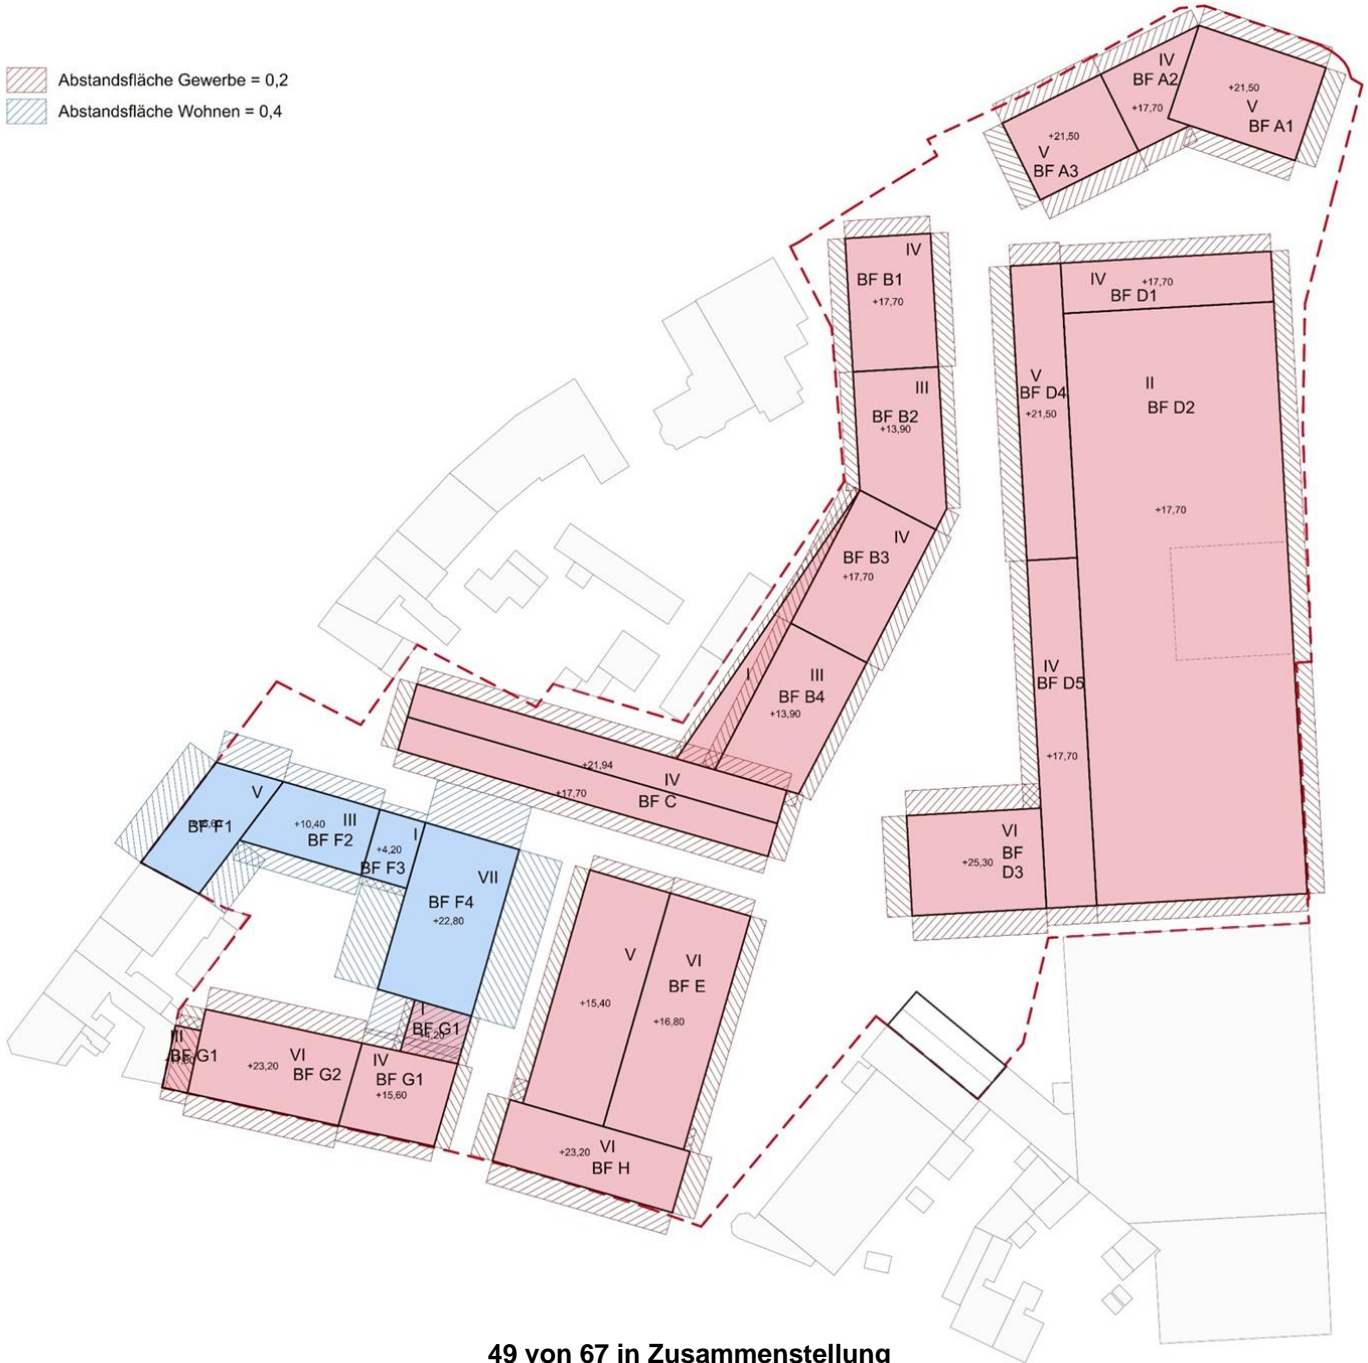 Abstandsfläche Gewerbe = 0,2
Abstandsfläche Wohnen = 0,4
IV
BF A2
+17,70
+21,50
V
BF A1
+21,50
V
BF A3
IV
BF B1
+17,70
IV
+17,70
BF D1
V
BF D4
+21,50
II
BF D2
+17,70
III
BF B2
+13,90
IV
BF B3
+17,70
I
III
BF B4
+13,90
IV
BF D5
+17,70
+21,94
IV
+17,70
BF C
V
BF F1
III
+10,40
BF F2
I
+4,20
BF F3
VII
BF F4
+22,80
VI
BF
D3
+25,30
V
+15,40
VI
BF E
+16,80
I
BF G1
III
BF G1
VI
+23,20
BF G2
IV
BF G1
+15,60
VI
+23,20
BF H
49 von 67 in Zusammenstellung